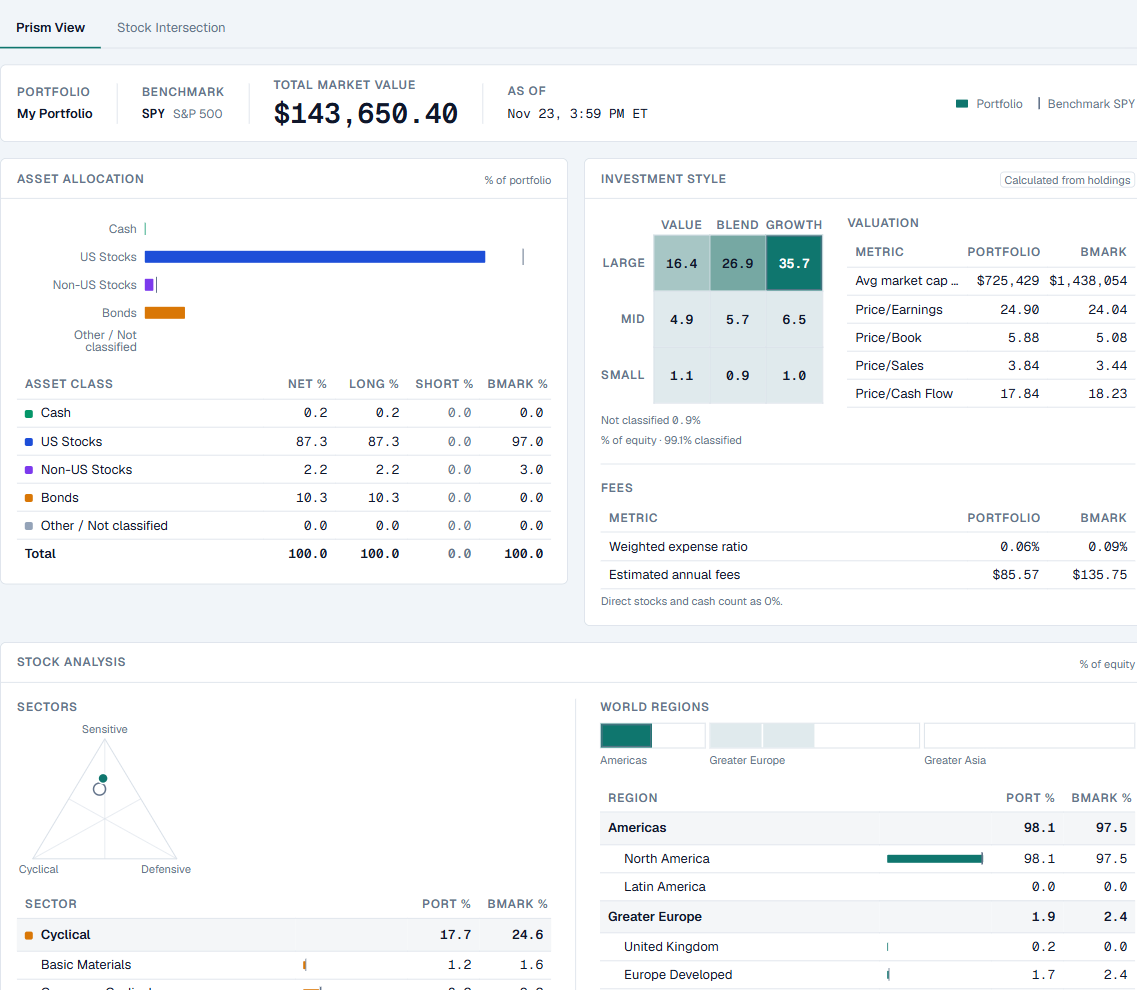 Prism View Stock Intersection
PORTFOLIO BENCHMARK TOTAL MARKET VALUE AS OF
My Portfolio SPY S&P 500 $143,650.40 Nov 23, 3:59 PM ET Portfolio Benchmark SPY
ASSET ALLOCATION % of portfolio
Cash
US Stocks
Non-US Stocks
Bonds
Other / Not
classified
ASSET CLASS NET % LONG % SHORT % BMARK %
Cash 0.2 0.2 0.0 0.0
US Stocks 87.3 87.3 0.0 97.0
Non-US Stocks 2.2 2.2 0.0 3.0
Bonds 10.3 10.3 0.0 0.0
Other / Not classified 0.0 0.0 0.0 0.0
Total 100.0 100.0 0.0 100.0
INVESTMENT STYLE Calculated from holdings
VALUE BLEND GROWTH
LARGE 16.4 26.9 35.7
MID 4.9 5.7 6.5
SMALL 1.1 0.9 1.0
Not classified 0.9%
% of equity · 99.1% classified
VALUATION
METRIC PORTFOLIO BMARK
Avg market cap … $725,429 $1,438,054
Price/Earnings 24.90 24.04
Price/Book 5.88 5.08
Price/Sales 3.84 3.44
Price/Cash Flow 17.84 18.23
FEES
METRIC PORTFOLIO BMARK
Weighted expense ratio 0.06% 0.09%
Estimated annual fees $85.57 $135.75
Direct stocks and cash count as 0%.
STOCK ANALYSIS % of equity
SECTORS
Sensitive
Cyclical Defensive
SECTOR PORT % BMARK %
Cyclical 17.7 24.6
Basic Materials 1.2 1.6
WORLD REGIONS
Americas Greater Europe Greater Asia
REGION PORT % BMARK %
Americas 98.1 97.5
North America 98.1 97.5
Latin America 0.0 0.0
Greater Europe 1.9 2.4
United Kingdom 0.2 0.0
Europe Developed 1.7 2.4